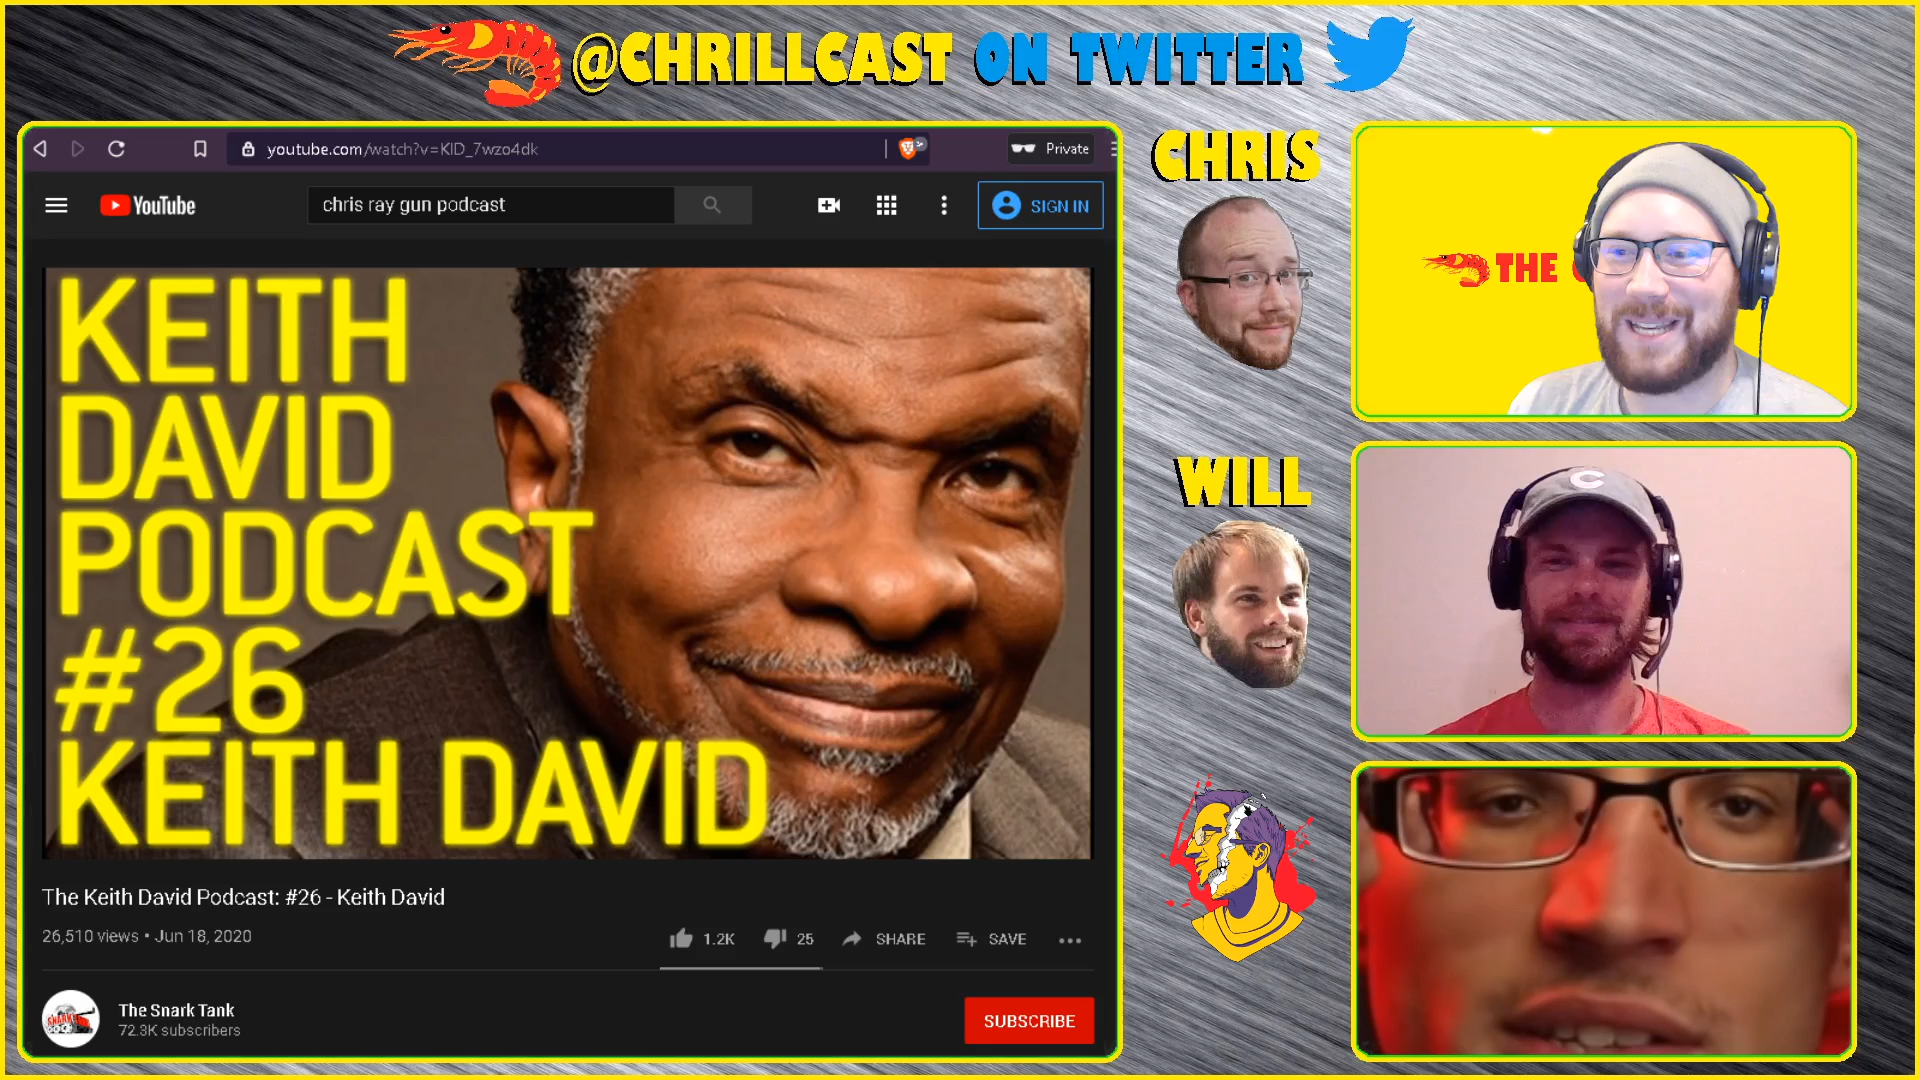 @CHRILLCAST ON TWITTER
youtube.com/watch?v=KID_7wzo4dk
Private
YouTube
chris ray gun podcast
SIGN IN
KEITH
DAVID
PODCAST
#26
KEITH DAVID
The Keith David Podcast: #26 - Keith David
26,510 views • Jun 18, 2020
1.2K
25
SHARE
SAVE
The Snark Tank
72.3K subscribers
SUBSCRIBE
CHRIS
THE
WILL
C